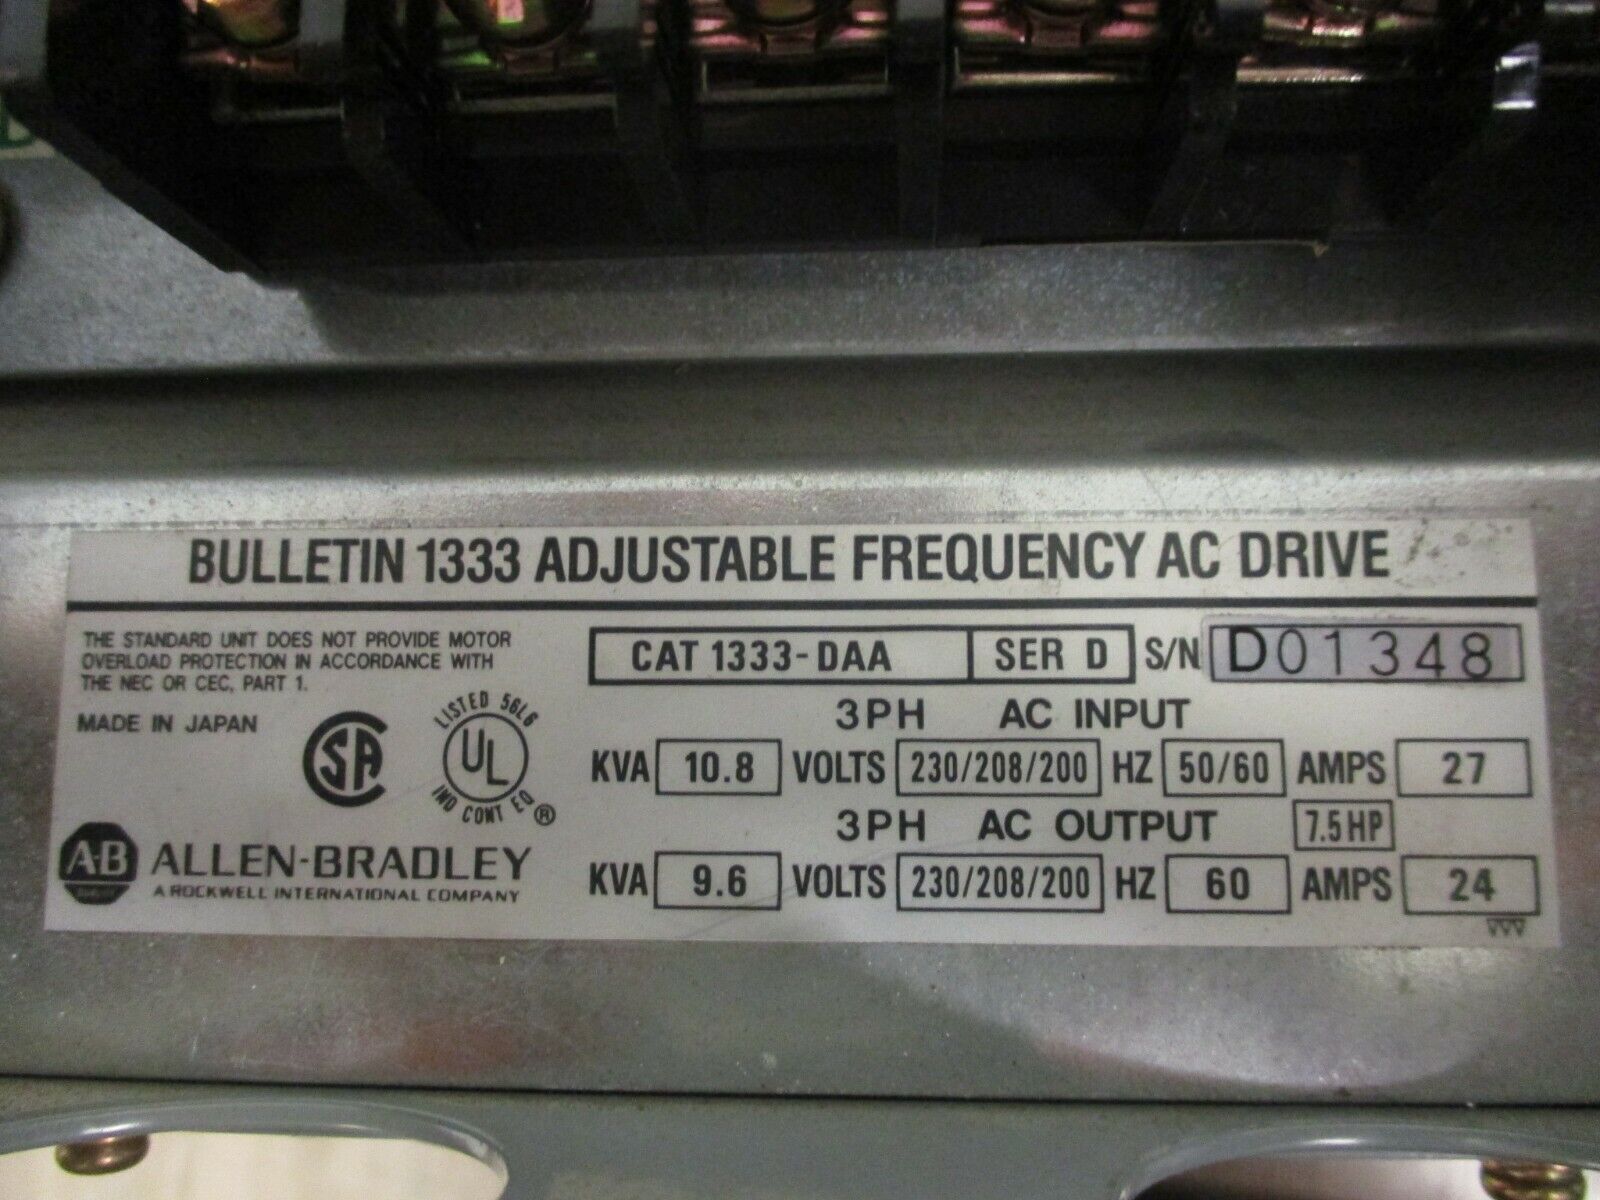 BULLETIN 1333 ADJUSTABLE FREQUENCY AC DRIVE
THE STANDARD UNIT DOES NOT PROVIDE MOTOR
OVERLOAD PROTECTION IN ACCORDANCE WITH
THE NEC OR CEC, PART 1.
MADE IN JAPAN
SA
LISTED 56L6
UL
IND CONT EQ ®
A-B
ALLEN-BRADLEY
A ROCKWELL INTERNATIONAL COMPANY
CAT 1333-DAA SER D S/N D01348
3PH AC INPUT
KVA 10.8 VOLTS 230/208/200 HZ 50/60 AMPS 27
3PH AC OUTPUT 7.5HP
KVA 9.6 VOLTS 230/208/200 HZ 60 AMPS 24